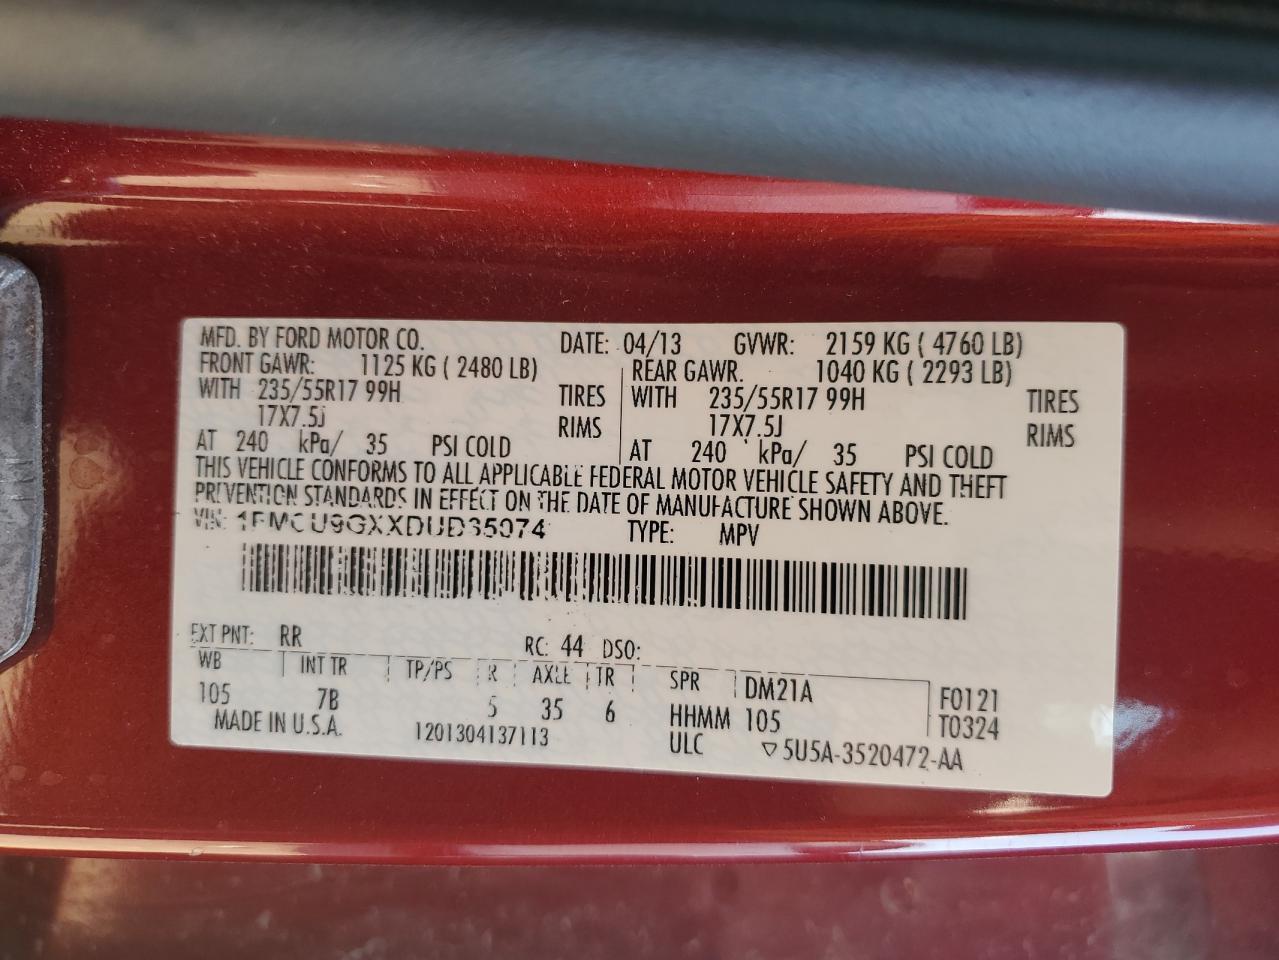 MFD. BY FORD MOTOR CO. DATE: 04/13 GVWR: 2159 KG ( 4760 LB)
FRONT GAWR: 1125 KG ( 2480 LB) REAR GAWR. 1040 KG ( 2293 LB)
WITH 235/55R17 99H TIRES WITH 235/55R17 99H TIRES
17X7.5J RIMS 17X7.5J RIMS
AT 240 kPa/ 35 PSI COLD AT 240 kPa/ 35 PSI COLD
THIS VEHICLE CONFORMS TO ALL APPLICABLE FEDERAL MOTOR VEHICLE SAFETY AND THEFT
PREVENTION STANDARDS IN EFFECT ON THE DATE OF MANUFACTURE SHOWN ABOVE.
VIN: 1FMCU9GXXDUD35074 TYPE: MPV
EXT PNT: RR RC: 44 DSO:
WB INT TR TP/PS R AXLE TR SPR DM21A F0121
105 7B 5 35 6 HHMM 105 T0324
MADE IN U.S.A. 1201304137113 ULC ▽5U5A-3520472-AA